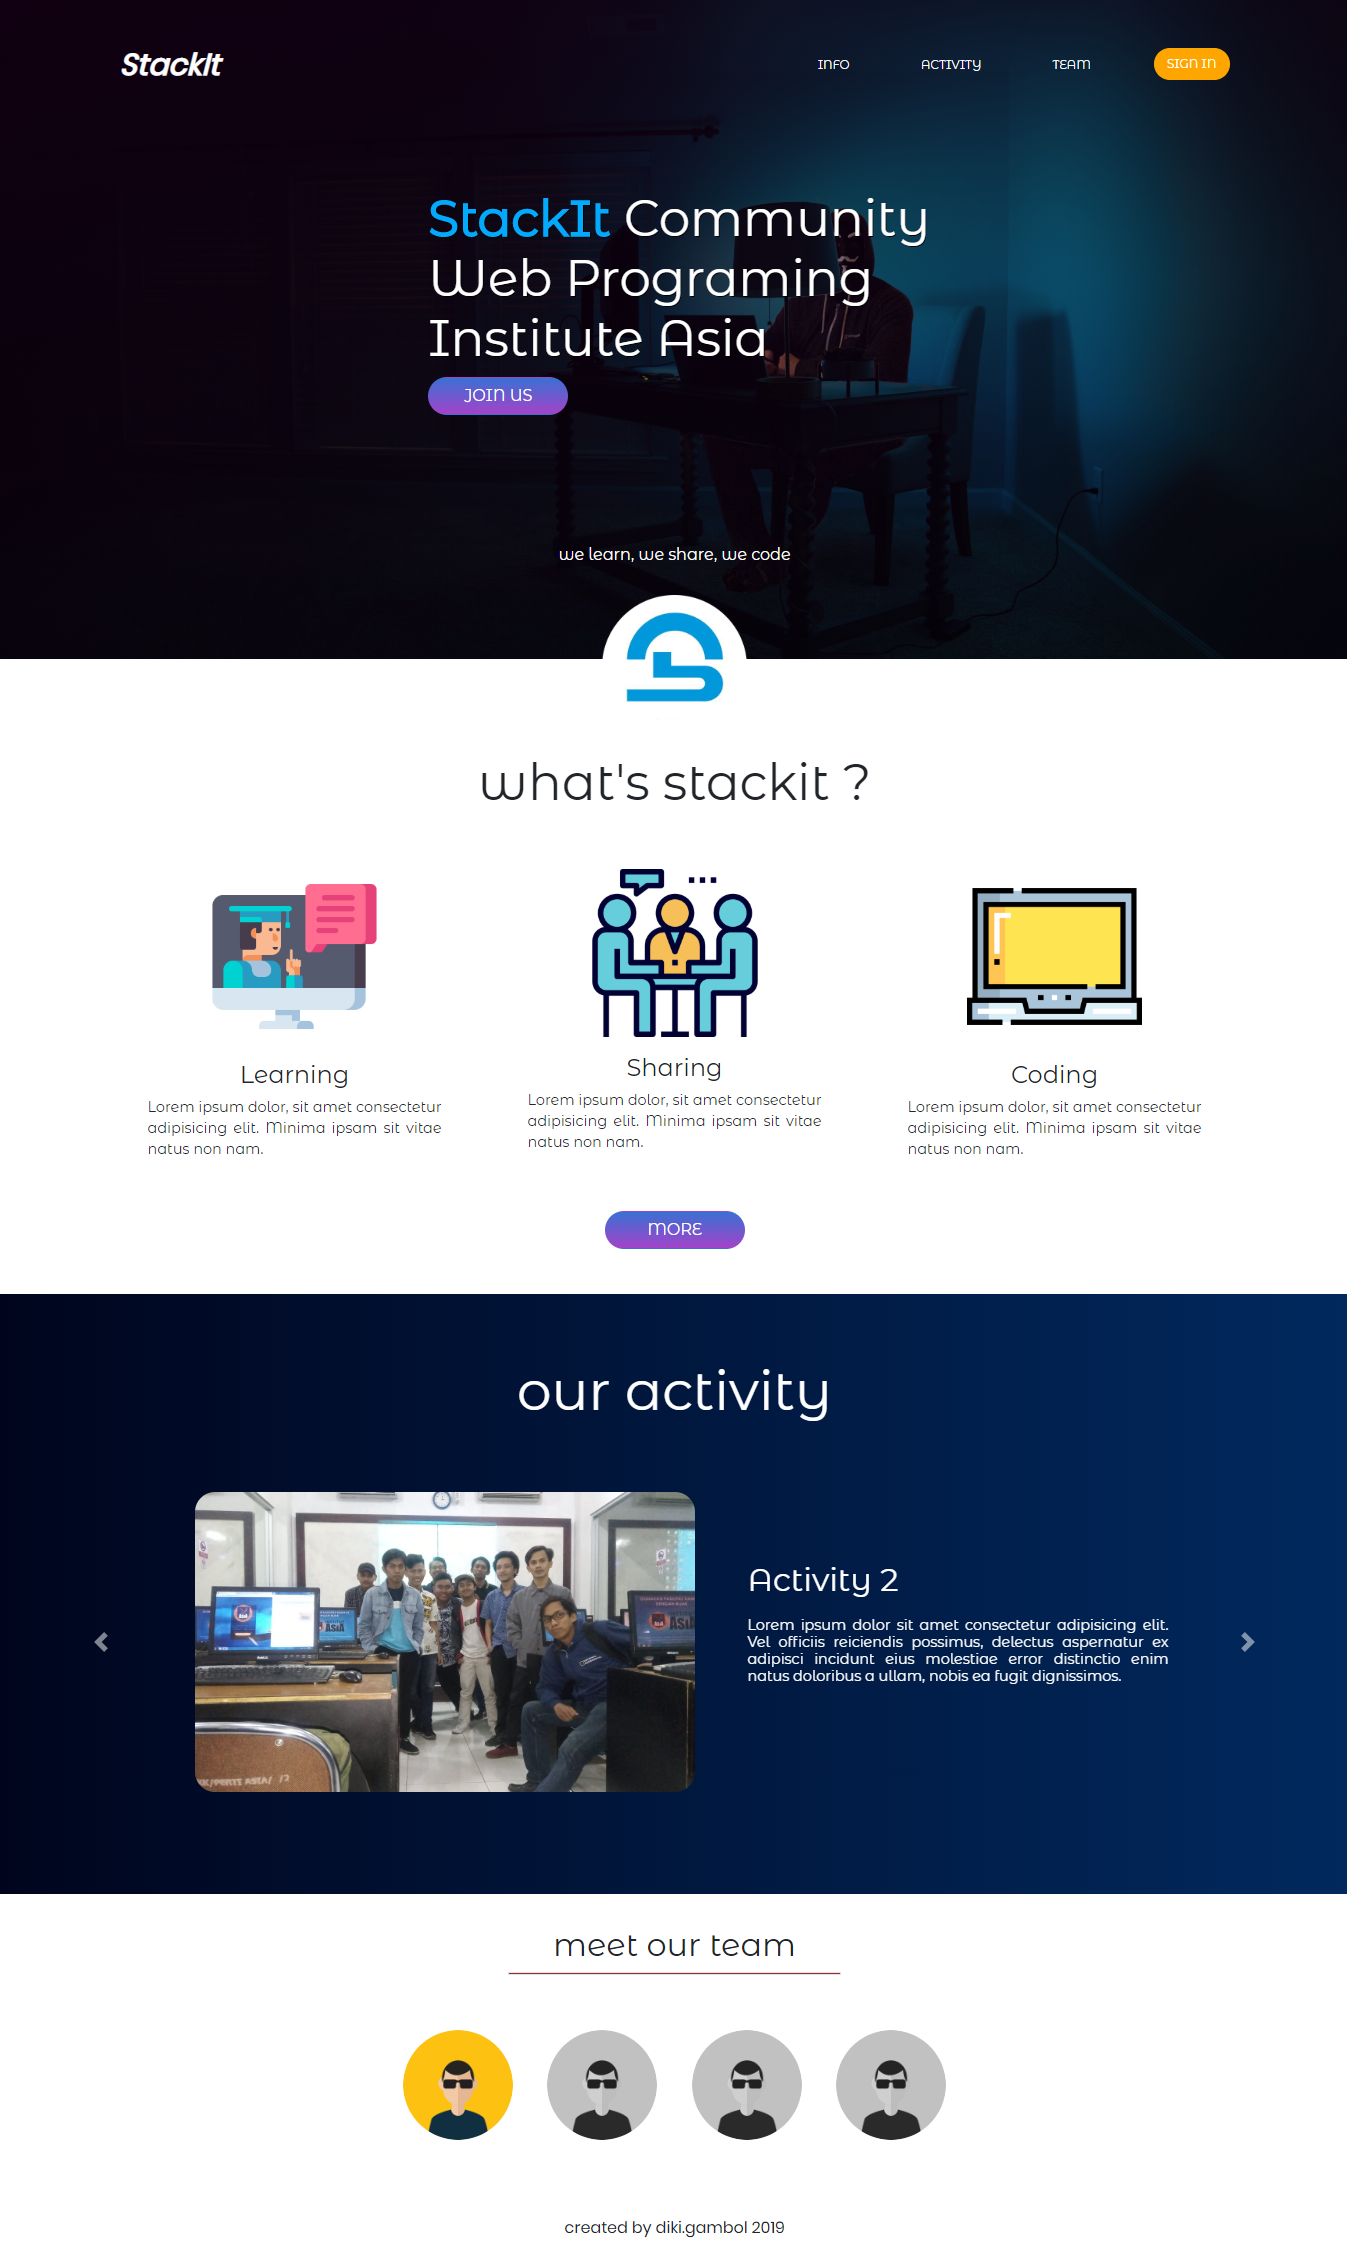 StackIt
INFO
ACTIVITY
TEAM
SIGN IN
StackIt Community
Web Programing
Institute Asia
JOIN US
we learn, we share, we code
what's stackit ?
Learning
Lorem ipsum dolor, sit amet consectetur
adipisicing elit. Minima ipsam sit vitae
natus non nam.
Sharing
Lorem ipsum dolor, sit amet consectetur
adipisicing elit. Minima ipsam sit vitae
natus non nam.
Coding
Lorem ipsum dolor, sit amet consectetur
adipisicing elit. Minima ipsam sit vitae
natus non nam.
MORE
our activity
ASIA
ASIA
Activity 2
Lorem ipsum dolor sit amet consectetur adipisicing elit.
Vel officiis reiciendis possimus, delectus aspernatur ex
adipisci incidunt eius molestiae error distinctio enim
natus doloribus a ullam, nobis ea fugit dignissimos.
meet our team
created by diki.gambol 2019